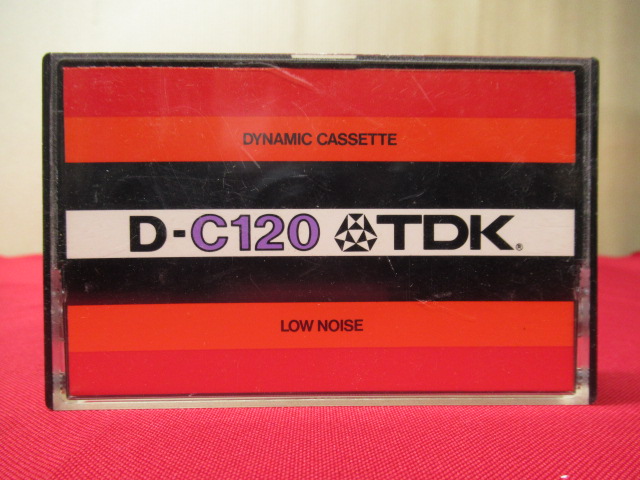 DYNAMIC CASSETTE
D-C120 TDK®
LOW NOISE